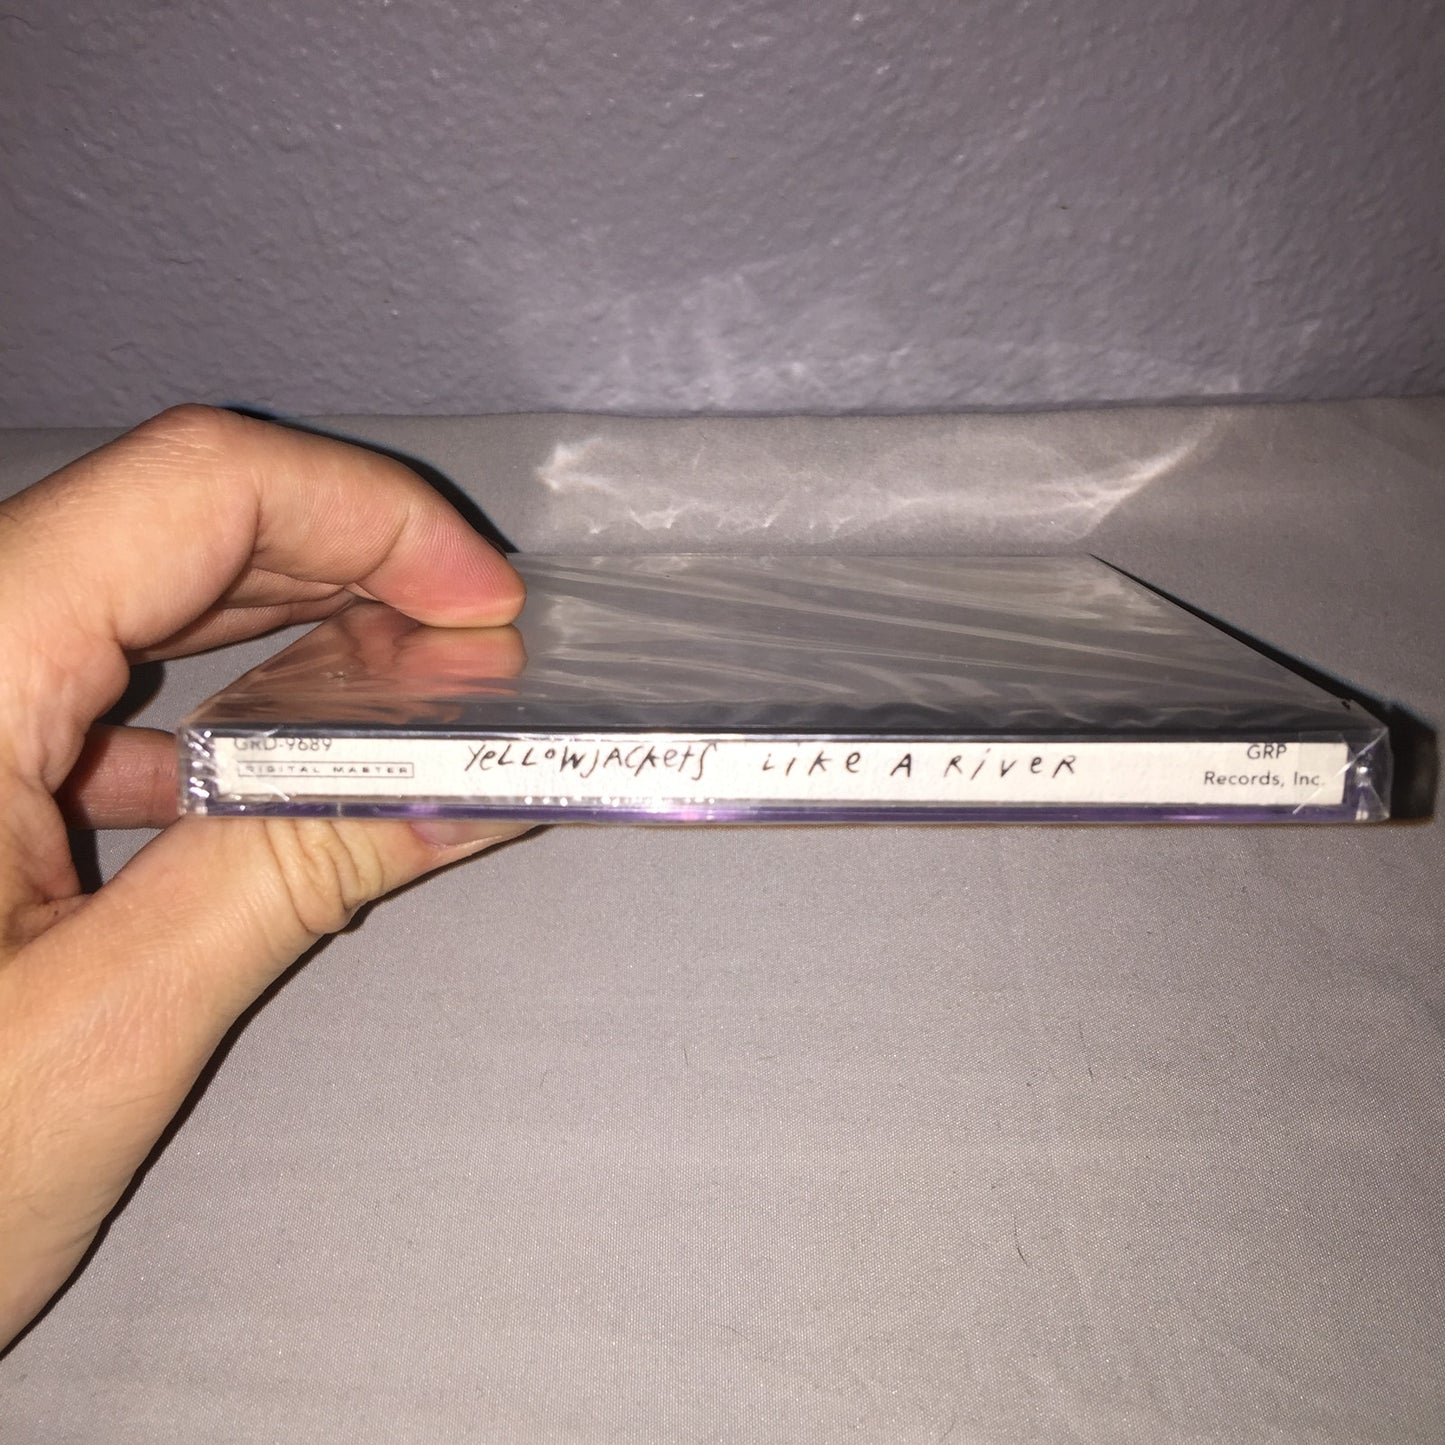 GRD-9689
DIGITAL MASTER
YeLLoWjAckets Like A RiveR
GRP
Records, Inc.